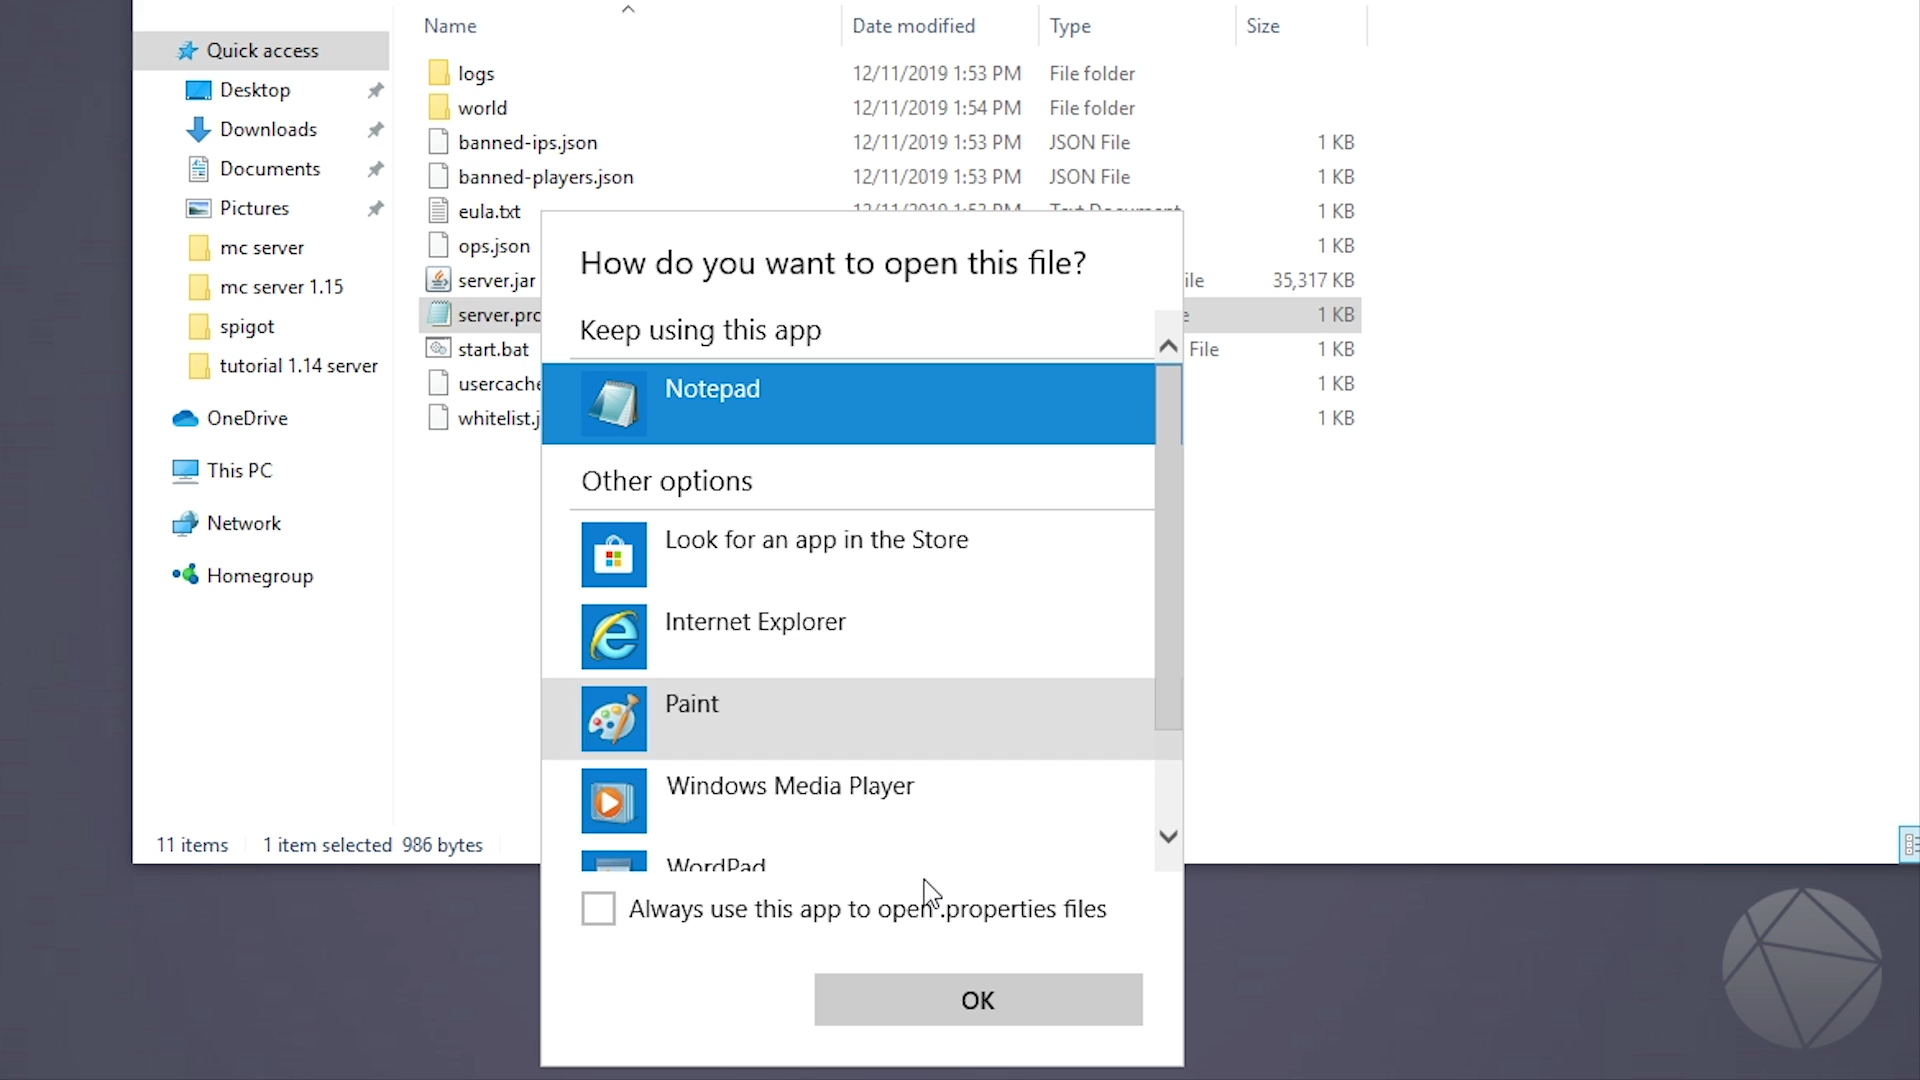 Name Date modified Type Size
Quick access
Desktop
Downloads
Documents
Pictures
mc server
mc server 1.15
spigot
tutorial 1.14 server
OneDrive
This PC
Network
Homegroup
logs 12/11/2019 1:53 PM File folder
world 12/11/2019 1:54 PM File folder
banned-ips.json 12/11/2019 1:53 PM JSON File 1 KB
banned-players.json 12/11/2019 1:53 PM JSON File 1 KB
eula.txt 12/11/2019 1:53 PM Text Document 1 KB
ops.json 1 KB
server.jar ile 35,317 KB
server.pro e 1 KB
start.bat File 1 KB
usercache 1 KB
whitelist.j 1 KB
How do you want to open this file?
Keep using this app
Notepad
Other options
Look for an app in the Store
Internet Explorer
Paint
Windows Media Player
WordPad
Always use this app to open .properties files
OK
11 items 1 item selected 986 bytes